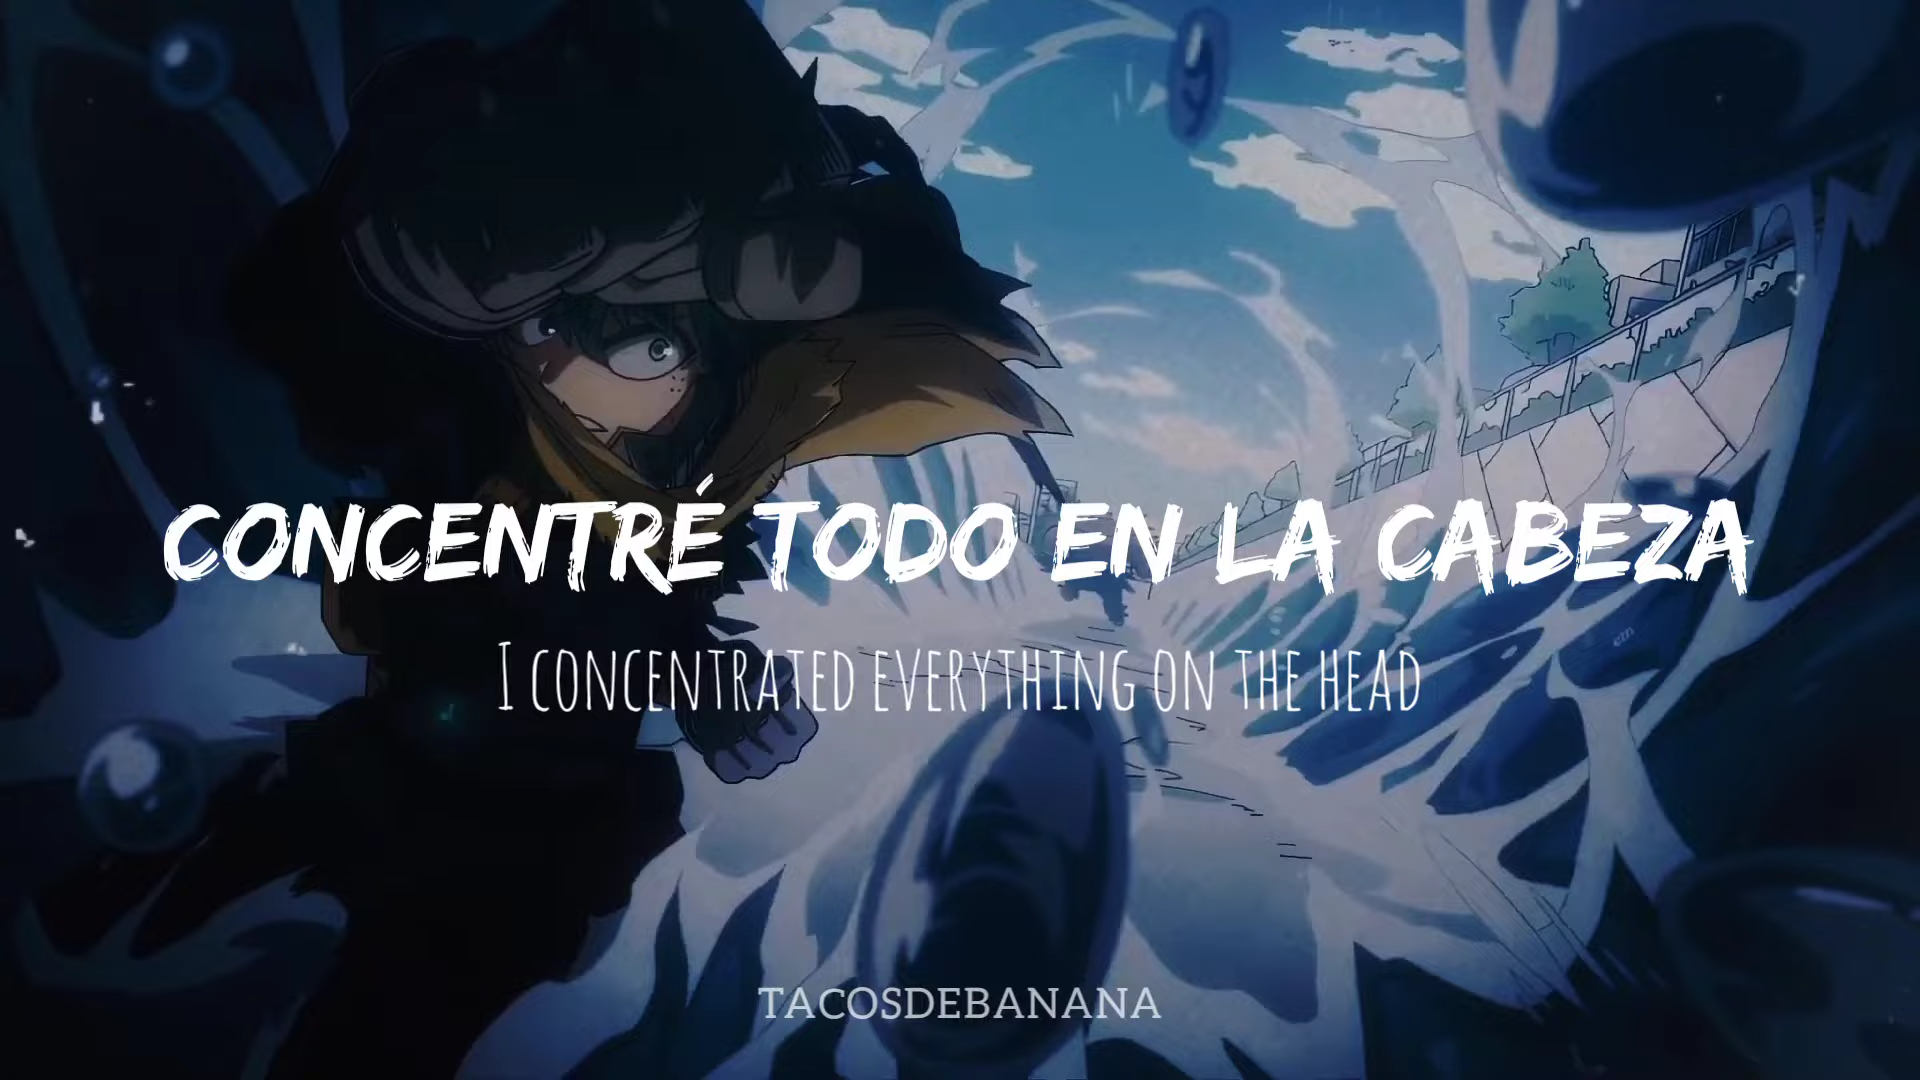 CONCENTRÉ TODO EN LA CABEZA
I CONCENTRATED EVERYTHING ON THE HEAD
TACOSDEBANANA